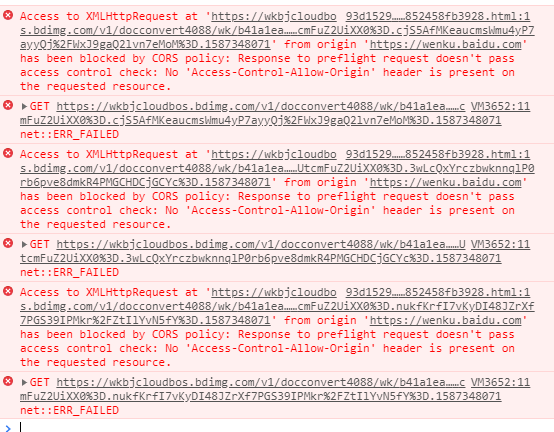 Access to XMLHttpRequest at 'https://wkbjcloudbo 93d1529……852458fb3928.html:1
s.bdimg.com/v1/docconvert4088/wk/b41a1ea……cmFuZ2UiXX0%3D.cjS5AfMKeaucmsWmu4yP7
ayyQj%2FWxJ9gaQ2lvn7eMoM%3D.1587348071' from origin 'https://wenku.baidu.com'
has been blocked by CORS policy: Response to preflight request doesn't pass
access control check: No 'Access-Control-Allow-Origin' header is present on
the requested resource.
GET https://wkbjcloudbos.bdimg.com/v1/docconvert4088/wk/b41a1ea……c VM3652:11
mFuZ2UiXX0%3D.cjS5AfMKeaucmsWmu4yP7ayyQj%2FWxJ9gaQ2lvn7eMoM%3D.1587348071
net::ERR_FAILED
Access to XMLHttpRequest at 'https://wkbjcloudbo 93d1529……852458fb3928.html:1
s.bdimg.com/v1/docconvert4088/wk/b41a1ea……UtcmFuZ2UiXX0%3D.3wLcQxYrczbwknnqlP0
rb6pve8dmkR4PMGCHDCjGCYc%3D.1587348071' from origin 'https://wenku.baidu.com'
has been blocked by CORS policy: Response to preflight request doesn't pass
access control check: No 'Access-Control-Allow-Origin' header is present on
the requested resource.
GET https://wkbjcloudbos.bdimg.com/v1/docconvert4088/wk/b41a1ea……U VM3652:11
tcmFuZ2UiXX0%3D.3wLcQxYrczbwknnqlP0rb6pve8dmkR4PMGCHDCjGCYc%3D.1587348071
net::ERR_FAILED
Access to XMLHttpRequest at 'https://wkbjcloudbo 93d1529……852458fb3928.html:1
s.bdimg.com/v1/docconvert4088/wk/b41a1ea……cmFuZ2UiXX0%3D.nukfKrfI7vKyDI48JZrXf
7PGS39IPMkr%2FZtIlYvN5fY%3D.1587348071' from origin 'https://wenku.baidu.com'
has been blocked by CORS policy: Response to preflight request doesn't pass
access control check: No 'Access-Control-Allow-Origin' header is present on
the requested resource.
GET https://wkbjcloudbos.bdimg.com/v1/docconvert4088/wk/b41a1ea……c VM3652:11
mFuZ2UiXX0%3D.nukfKrfI7vKyDI48JZrXf7PGS39IPMkr%2FZtIlYvN5fY%3D.1587348071
net::ERR_FAILED